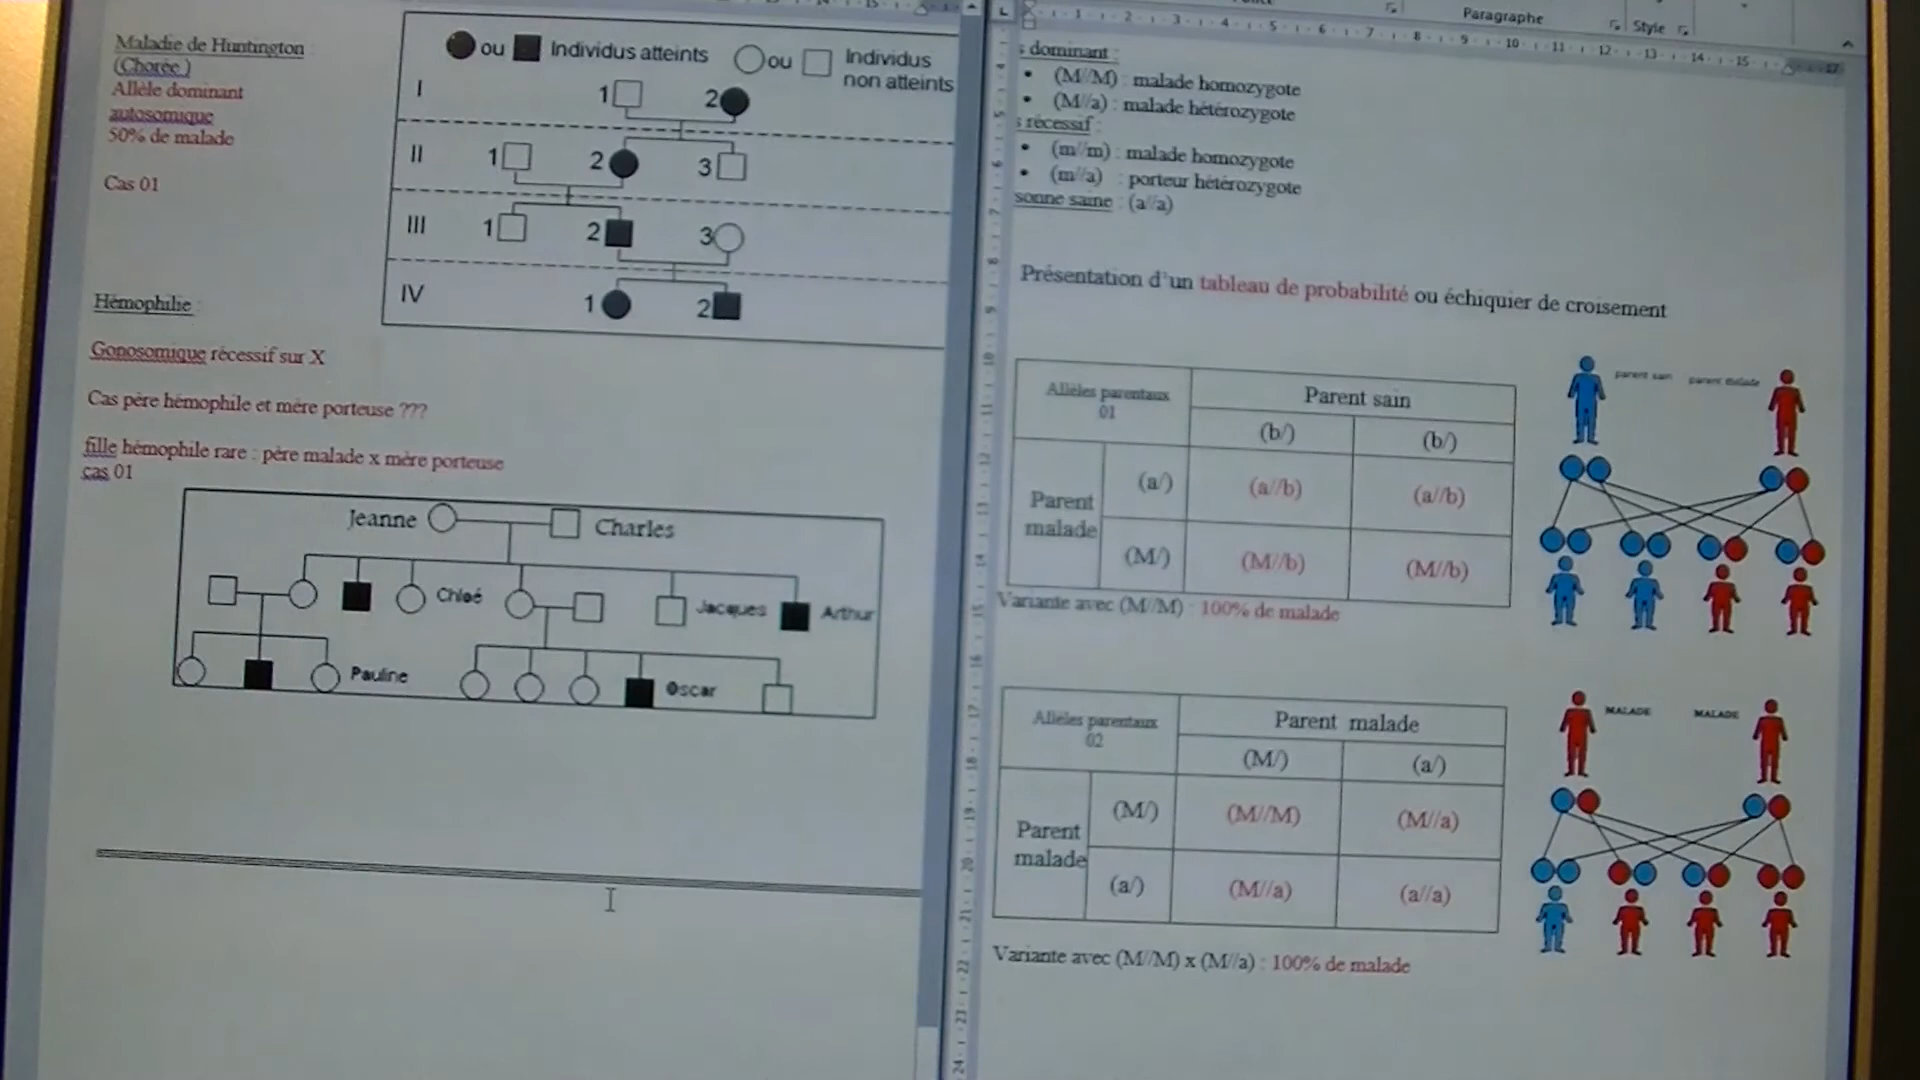 Maladie de Huntington
(Chorée )
Allèle dominant
autosomique
50% de malade
Cas 01
ou Individus atteints
ou Individus
non atteints
I
1
2
II
1
2
3
III
1
2
3
IV
1
2
Hémophilie :
Gonosomique récessif sur X
Cas père hémophile et mère porteuse ???
fille hémophile rare : père malade x mère porteuse
cas 01
Jeanne
Charles
Chloé
Jacques
Arthur
Pauline
Oscar
Paragraphe
Style
s dominant :
• (M//M) : malade homozygote
• (M//a) : malade hétérozygote
s récessif :
• (m//m) : malade homozygote
• (m//a) : porteur hétérozygote
sonne saine : (a//a)
Présentation d'un tableau de probabilité ou échiquier de croisement
Allèles parentaux
01
Parent sain
(b/)
(b/)
Parent
malade
(a/)
(a//b)
(a//b)
(M/)
(M//b)
(M//b)
parent sain
parent malade
Variante avec (M//M) : 100% de malade
Allèles parentaux
02
Parent malade
(M/)
(a/)
Parent
malade
(M/)
(M//M)
(M//a)
(a/)
(M//a)
(a//a)
MALADE
MALADE
Variante avec (M//M) x (M//a) : 100% de malade